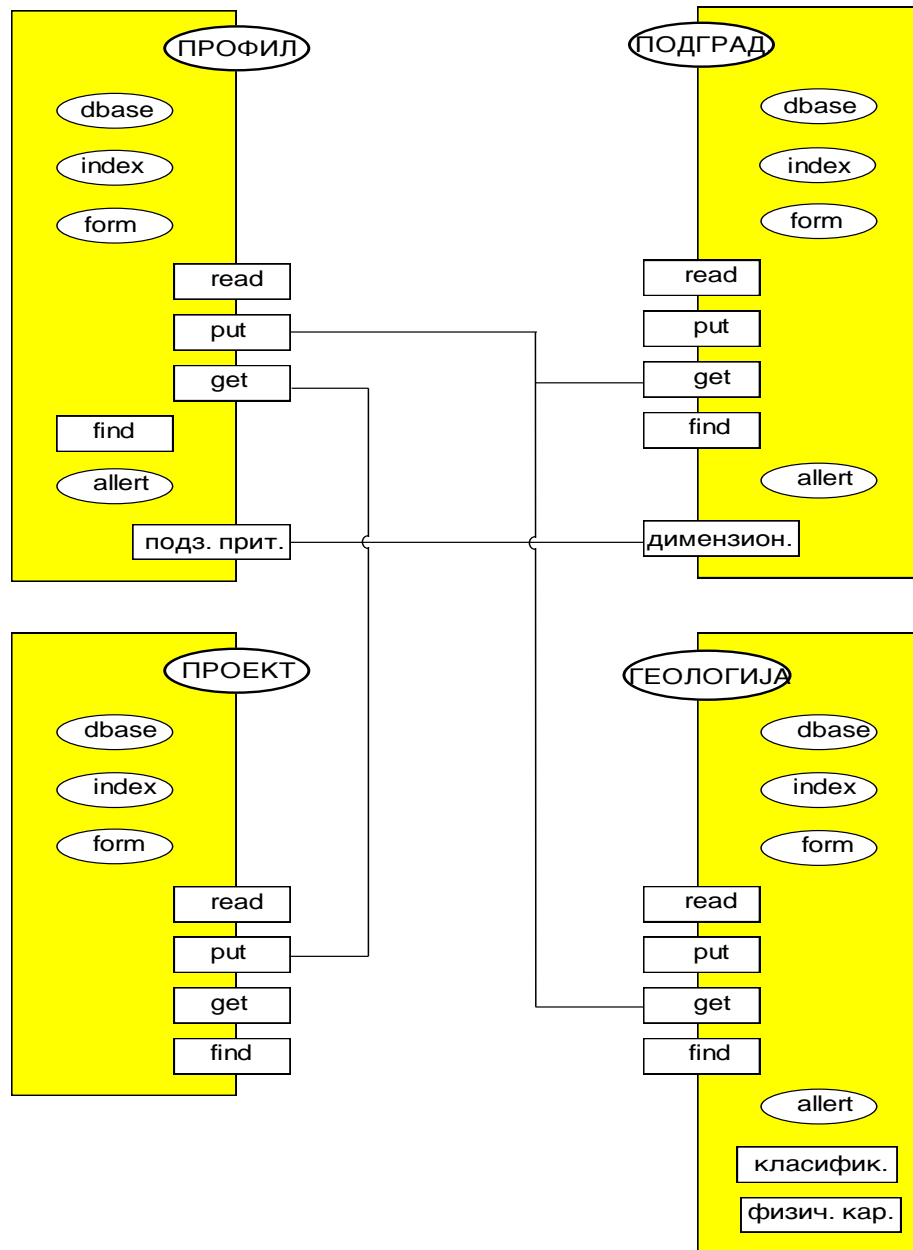 ПРОФИЛ
dbase
index
form
read
put
get
find
allert
подз. прит.
ПОДГРАД
dbase
index
form
read
put
get
find
allert
димензион.
ПРОЕКТ
dbase
index
form
read
put
get
find
ГЕОЛОГИЈА
dbase
index
form
read
put
get
find
allert
класифик.
физич. кар.